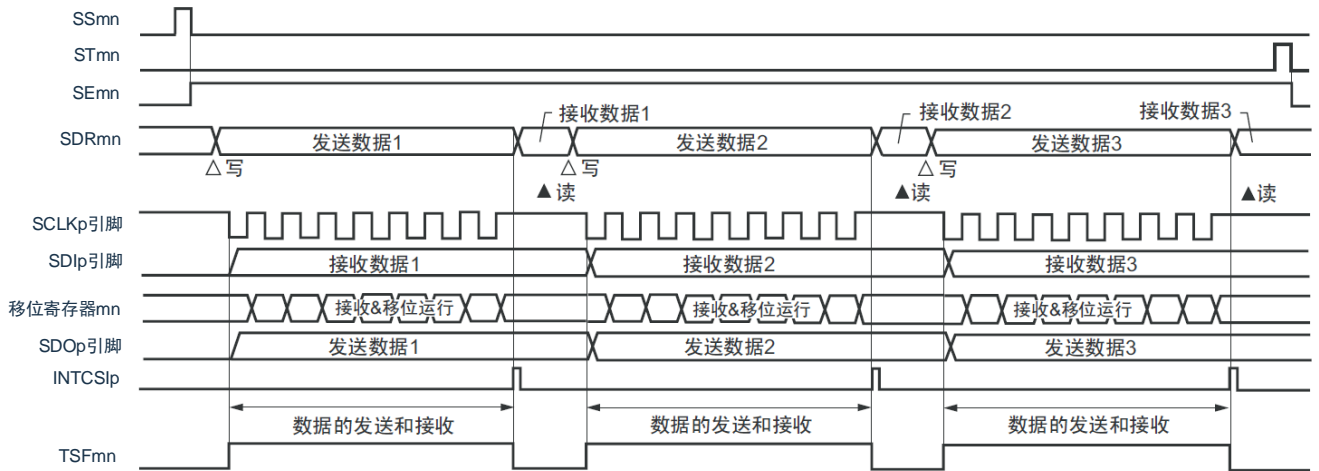 SSmn
STmn
SEmn
接收数据1
接收数据2
接收数据3
SDRmn
发送数据1
发送数据2
发送数据3
△写
△写
△写
▲读
▲读
▲读
SCLKp引脚
SDIp引脚
接收数据1
接收数据2
接收数据3
移位寄存器mn
接收&移位运行
接收&移位运行
接收&移位运行
SDOp引脚
发送数据1
发送数据2
发送数据3
INTCSIp
数据的发送和接收
数据的发送和接收
数据的发送和接收
TSFmn